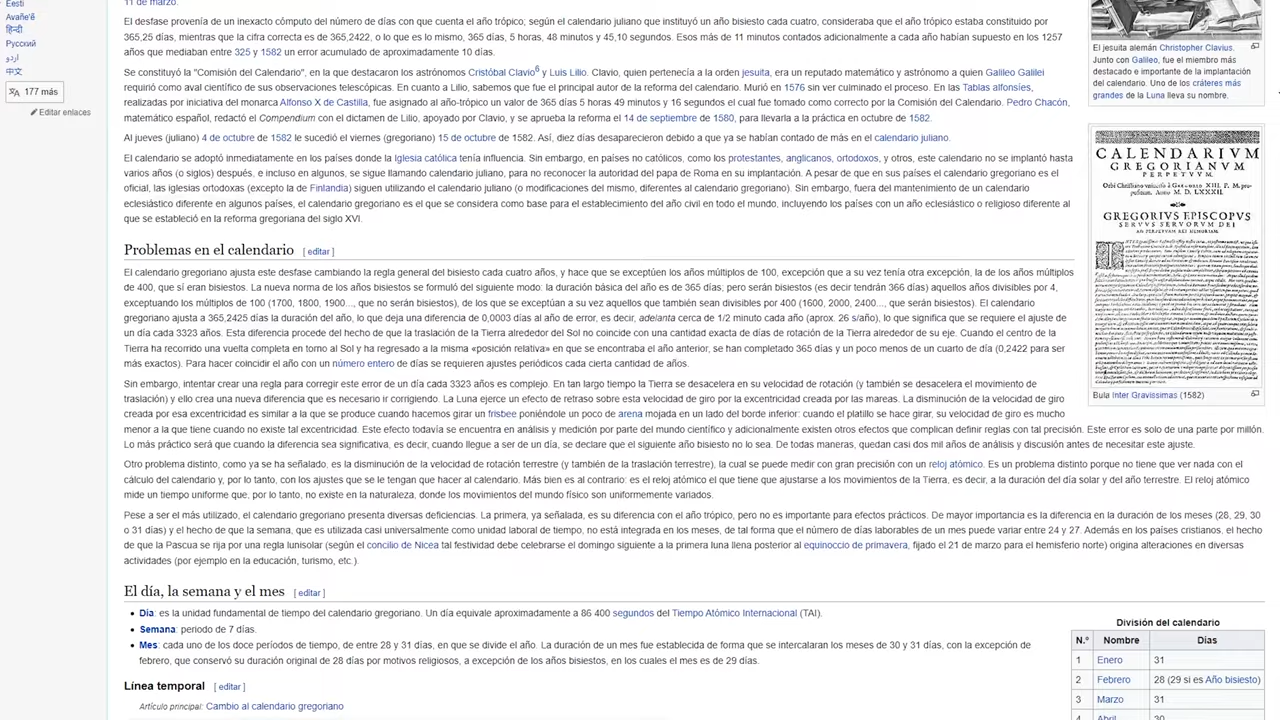 Eesti
Avañe'ẽ
हिन्दी
Русский
اردو
中文
177 más
Editar enlaces
11 de marzo.
El desfase provenía de un inexacto cómputo del número de días con que cuenta el año trópico; según el calendario juliano que instituyó un año bisiesto cada cuatro, consideraba que el año trópico estaba constituido por
365,25 días, mientras que la cifra correcta es de 365,2422, o lo que es lo mismo, 365 días, 5 horas, 48 minutos y 45,10 segundos. Esos más de 11 minutos contados adicionalmente a cada año habían supuesto en los 1257
años que mediaban entre 325 y 1582 un error acumulado de aproximadamente 10 días.
Se constituyó la "Comisión del Calendario", en la que destacaron los astrónomos Cristóbal Clavio6 y Luis Lilio. Clavio, quien pertenecía a la orden jesuita, era un reputado matemático y astrónomo a quien Galileo Galilei
requirió como aval científico de sus observaciones telescópicas. En cuanto a Lilio, sabemos que fue el principal autor de la reforma del calendario. Murió en 1576 sin ver culminado el proceso. En las Tablas alfonsíes,
realizadas por iniciativa del monarca Alfonso X de Castilla, fue asignado al año-trópico un valor de 365 días 5 horas 49 minutos y 16 segundos el cual fue tomado como correcto por la Comisión del Calendario. Pedro Chacón,
matemático español, redactó el Compendium con el dictamen de Lilio, apoyado por Clavio, y se aprueba la reforma el 14 de septiembre de 1580, para llevarla a la práctica en octubre de 1582.
Al jueves (juliano) 4 de octubre de 1582 le sucedió el viernes (gregoriano) 15 de octubre de 1582. Así, diez días desaparecieron debido a que ya se habían contado de más en el calendario juliano.
El calendario se adoptó inmediatamente en los países donde la Iglesia católica tenía influencia. Sin embargo, en países no católicos, como los protestantes, anglicanos, ortodoxos, y otros, este calendario no se implantó hasta
varios años (o siglos) después, e incluso en algunos, se sigue llamando calendario juliano, para no reconocer la autoridad del papa de Roma en su implantación. A pesar de que en sus países el calendario gregoriano es el
oficial, las iglesias ortodoxas (excepto la de Finlandia) siguen utilizando el calendario juliano (o modificaciones del mismo, diferentes al calendario gregoriano). Sin embargo, fuera del mantenimiento de un calendario
eclesiástico diferente en algunos países, el calendario gregoriano es el que se considera como base para el establecimiento del año civil en todo el mundo, incluyendo los países con un año eclesiástico o religioso diferente al
que se estableció en la reforma gregoriana del siglo XVI.
Problemas en el calendario [ editar ]
El calendario gregoriano ajusta este desfase cambiando la regla general del bisiesto cada cuatro años, y hace que se exceptúen los años múltiplos de 100, excepción que a su vez tenía otra excepción, la de los años múltiplos
de 400, que sí eran bisiestos. La nueva norma de los años bisiestos se formuló del siguiente modo: la duración básica del año es de 365 días; pero serán bisiestos (es decir tendrán 366 días) aquellos años divisibles por 4,
exceptuando los múltiplos de 100 (1700, 1800, 1900..., que no serán bisiestos), de los que se exceptúan a su vez aquellos que también sean divisibles por 400 (1600, 2000, 2400..., que serán bisiestos). El calendario
gregoriano ajusta a 365,2425 días la duración del año, lo que deja una diferencia de 0,0003 días al año de error, es decir, adelanta cerca de 1/2 minuto cada año (aprox. 26 s/año), lo que significa que se requiere el ajuste de
un día cada 3323 años. Esta diferencia procede del hecho de que la traslación de la Tierra alrededor del Sol no coincide con una cantidad exacta de días de rotación de la Tierra alrededor de su eje. Cuando el centro de la
Tierra ha recorrido una vuelta completa en torno al Sol y ha regresado a la misma «posición relativa» en que se encontraba el año anterior, se han completado 365 días y un poco menos de un cuarto de día (0,2422 para ser
más exactos). Para hacer coincidir el año con un número entero de días se requieren ajustes periódicos cada cierta cantidad de años.
Sin embargo, intentar crear una regla para corregir este error de un día cada 3323 años es complejo. En tan largo tiempo la Tierra se desacelera en su velocidad de rotación (y también se desacelera el movimiento de
traslación) y ello crea una nueva diferencia que es necesario ir corrigiendo. La Luna ejerce un efecto de retraso sobre esta velocidad de giro por la excentricidad creada por las mareas. La disminución de la velocidad de giro
creada por esa excentricidad es similar a la que se produce cuando hacemos girar un frisbee poniéndole un poco de arena mojada en un lado del borde inferior: cuando el platillo se hace girar, su velocidad de giro es mucho
menor a la que tiene cuando no existe tal excentricidad. Este efecto todavía se encuentra en análisis y medición por parte del mundo científico y adicionalmente existen otros efectos que complican definir reglas con tal precisión. Este error es solo de una parte por millón.
Lo más práctico será que cuando la diferencia sea significativa, es decir, cuando llegue a ser de un día, se declare que el siguiente año bisiesto no lo sea. De todas maneras, quedan casi dos mil años de análisis y discusión antes de necesitar este ajuste.
Otro problema distinto, como ya se ha señalado, es la disminución de la velocidad de rotación terrestre (y también de la traslación terrestre), la cual se puede medir con gran precisión con un reloj atómico. Es un problema distinto porque no tiene que ver nada con el
cálculo del calendario y, por lo tanto, con los ajustes que se le tengan que hacer al calendario. Más bien es al contrario: es el reloj atómico el que tiene que ajustarse a los movimientos de la Tierra, es decir, a la duración del día solar y del año terrestre. El reloj atómico
mide un tiempo uniforme que, por lo tanto, no existe en la naturaleza, donde los movimientos del mundo físico son uniformemente variados.
Pese a ser el más utilizado, el calendario gregoriano presenta diversas deficiencias. La primera, ya señalada, es su diferencia con el año trópico, pero no es importante para efectos prácticos. De mayor importancia es la diferencia en la duración de los meses (28, 29, 30
o 31 días) y el hecho de que la semana, que es utilizada casi universalmente como unidad laboral de tiempo, no está integrada en los meses, de tal forma que el número de días laborables de un mes puede variar entre 24 y 27. Además en los países cristianos, el hecho
de que la Pascua se rija por una regla lunisolar (según el concilio de Nicea tal festividad debe celebrarse el domingo siguiente a la primera luna llena posterior al equinoccio de primavera, fijado el 21 de marzo para el hemisferio norte) origina alteraciones en diversas
actividades (por ejemplo en la educación, turismo, etc.).
El día, la semana y el mes [ editar ]
• Día: es la unidad fundamental de tiempo del calendario gregoriano. Un día equivale aproximadamente a 86 400 segundos del Tiempo Atómico Internacional (TAI).
• Semana: periodo de 7 días.
• Mes: cada uno de los doce períodos de tiempo, de entre 28 y 31 días, en que se divide el año. La duración de un mes fue establecida de forma que se intercalaran los meses de 30 y 31 días, con la excepción de
febrero, que conservó su duración original de 28 días por motivos religiosos, a excepción de los años bisiestos, en los cuales el mes es de 29 días.
Línea temporal [ editar ]
Artículo principal: Cambio al calendario gregoriano
El jesuita alemán Christopher Clavius.
Junto con Galileo, fue el miembro más
destacado e importante de la implantación
del calendario. Uno de los cráteres más
grandes de la Luna lleva su nombre.
CALENDARIVM
GREGORIANVM
PERPETVVM.
GREGORIVS EPISCOPVS
SERVVS SERVORVM DEI
Bula Inter Gravissimas (1582)
División del calendario
N.º Nombre Días
1 Enero 31
2 Febrero 28 (29 si es Año bisiesto)
3 Marzo 31
4 Abril 30